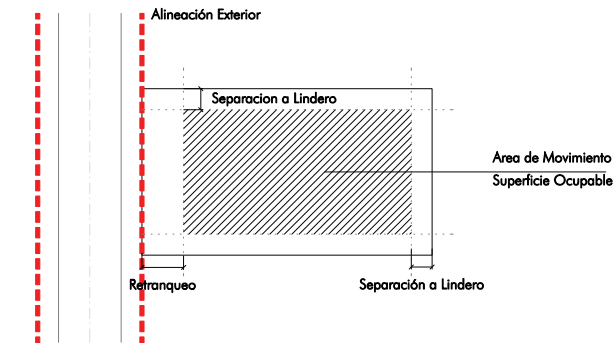 Alineación Exterior
Separacion a Lindero
Area de Movimiento
Superficie Ocupable
Retranqueo
Separación a Lindero